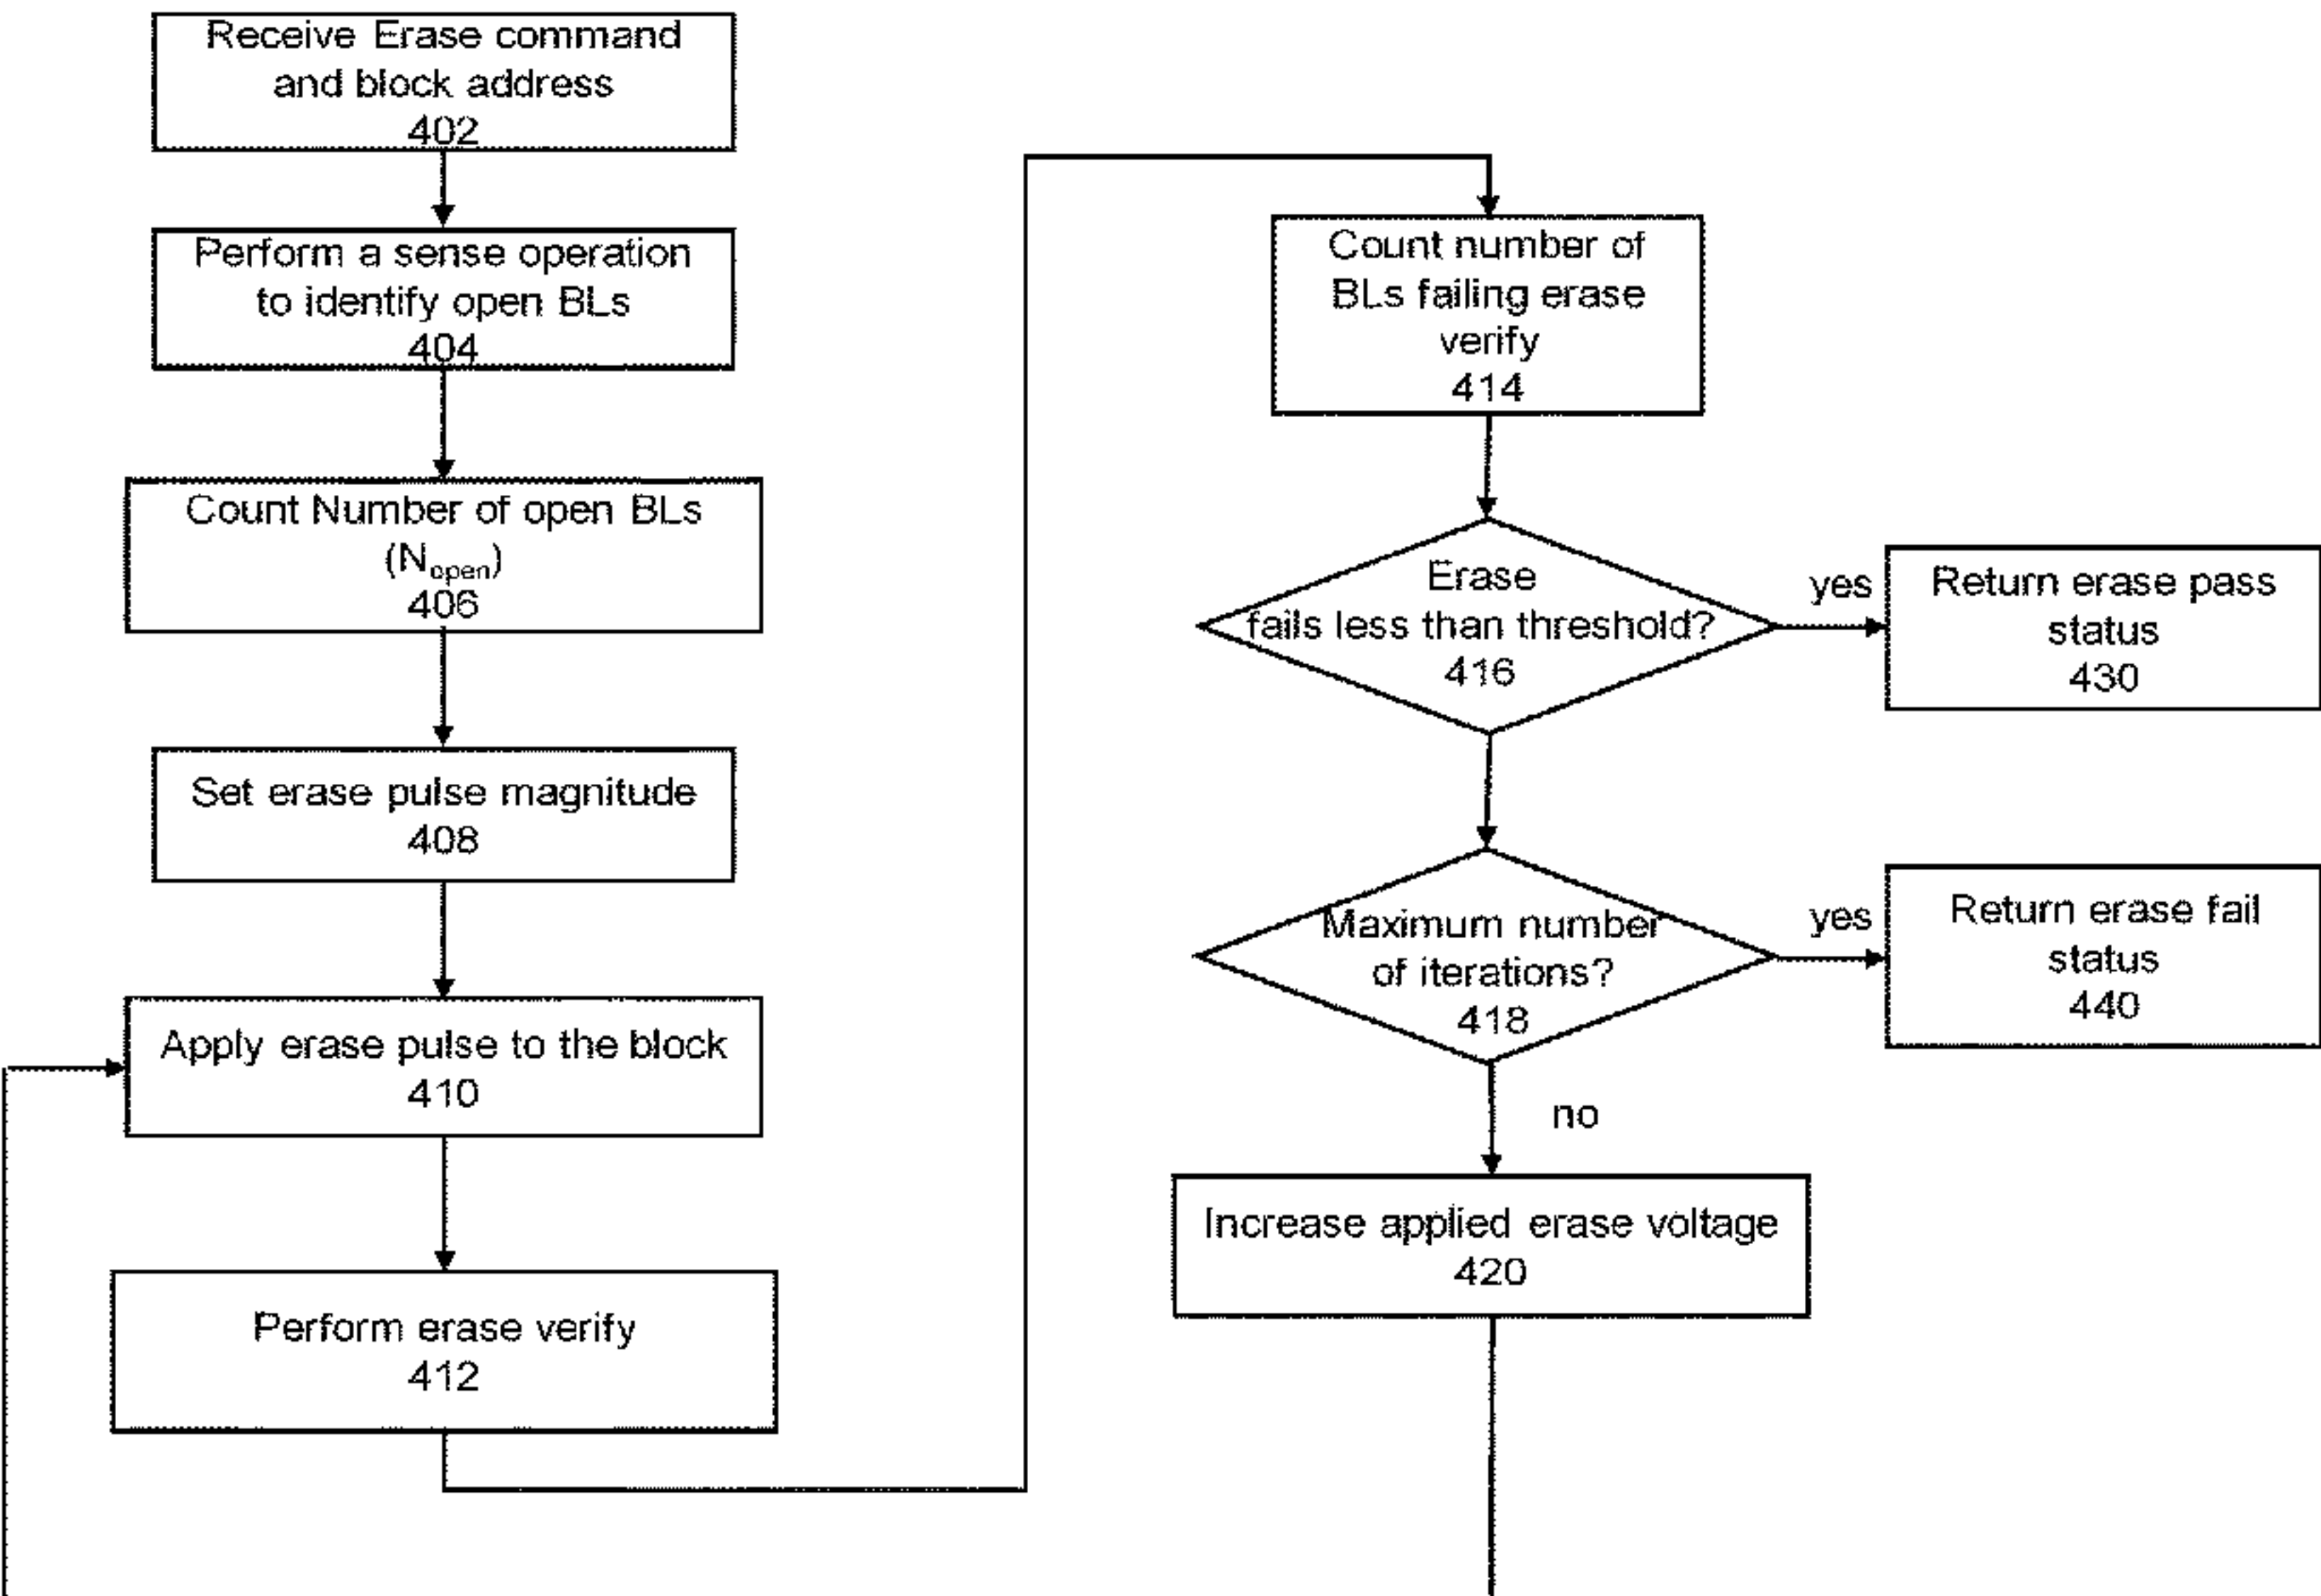 Receive Erase command
and block address
402
Perform a sense operation
to identify open BLs
404
Count Number of open BLs
(Nopen)
406
Set erase pulse magnitude
408
Apply erase pulse to the block
410
Perform erase verify
412
Count number of
BLs failing erase
verify
414
Erase
fails less than threshold?
416
yes
Return erase pass
status
430
Maximum number
of iterations?
418
yes
Return erase fail
status
440
no
Increase applied erase voltage
420